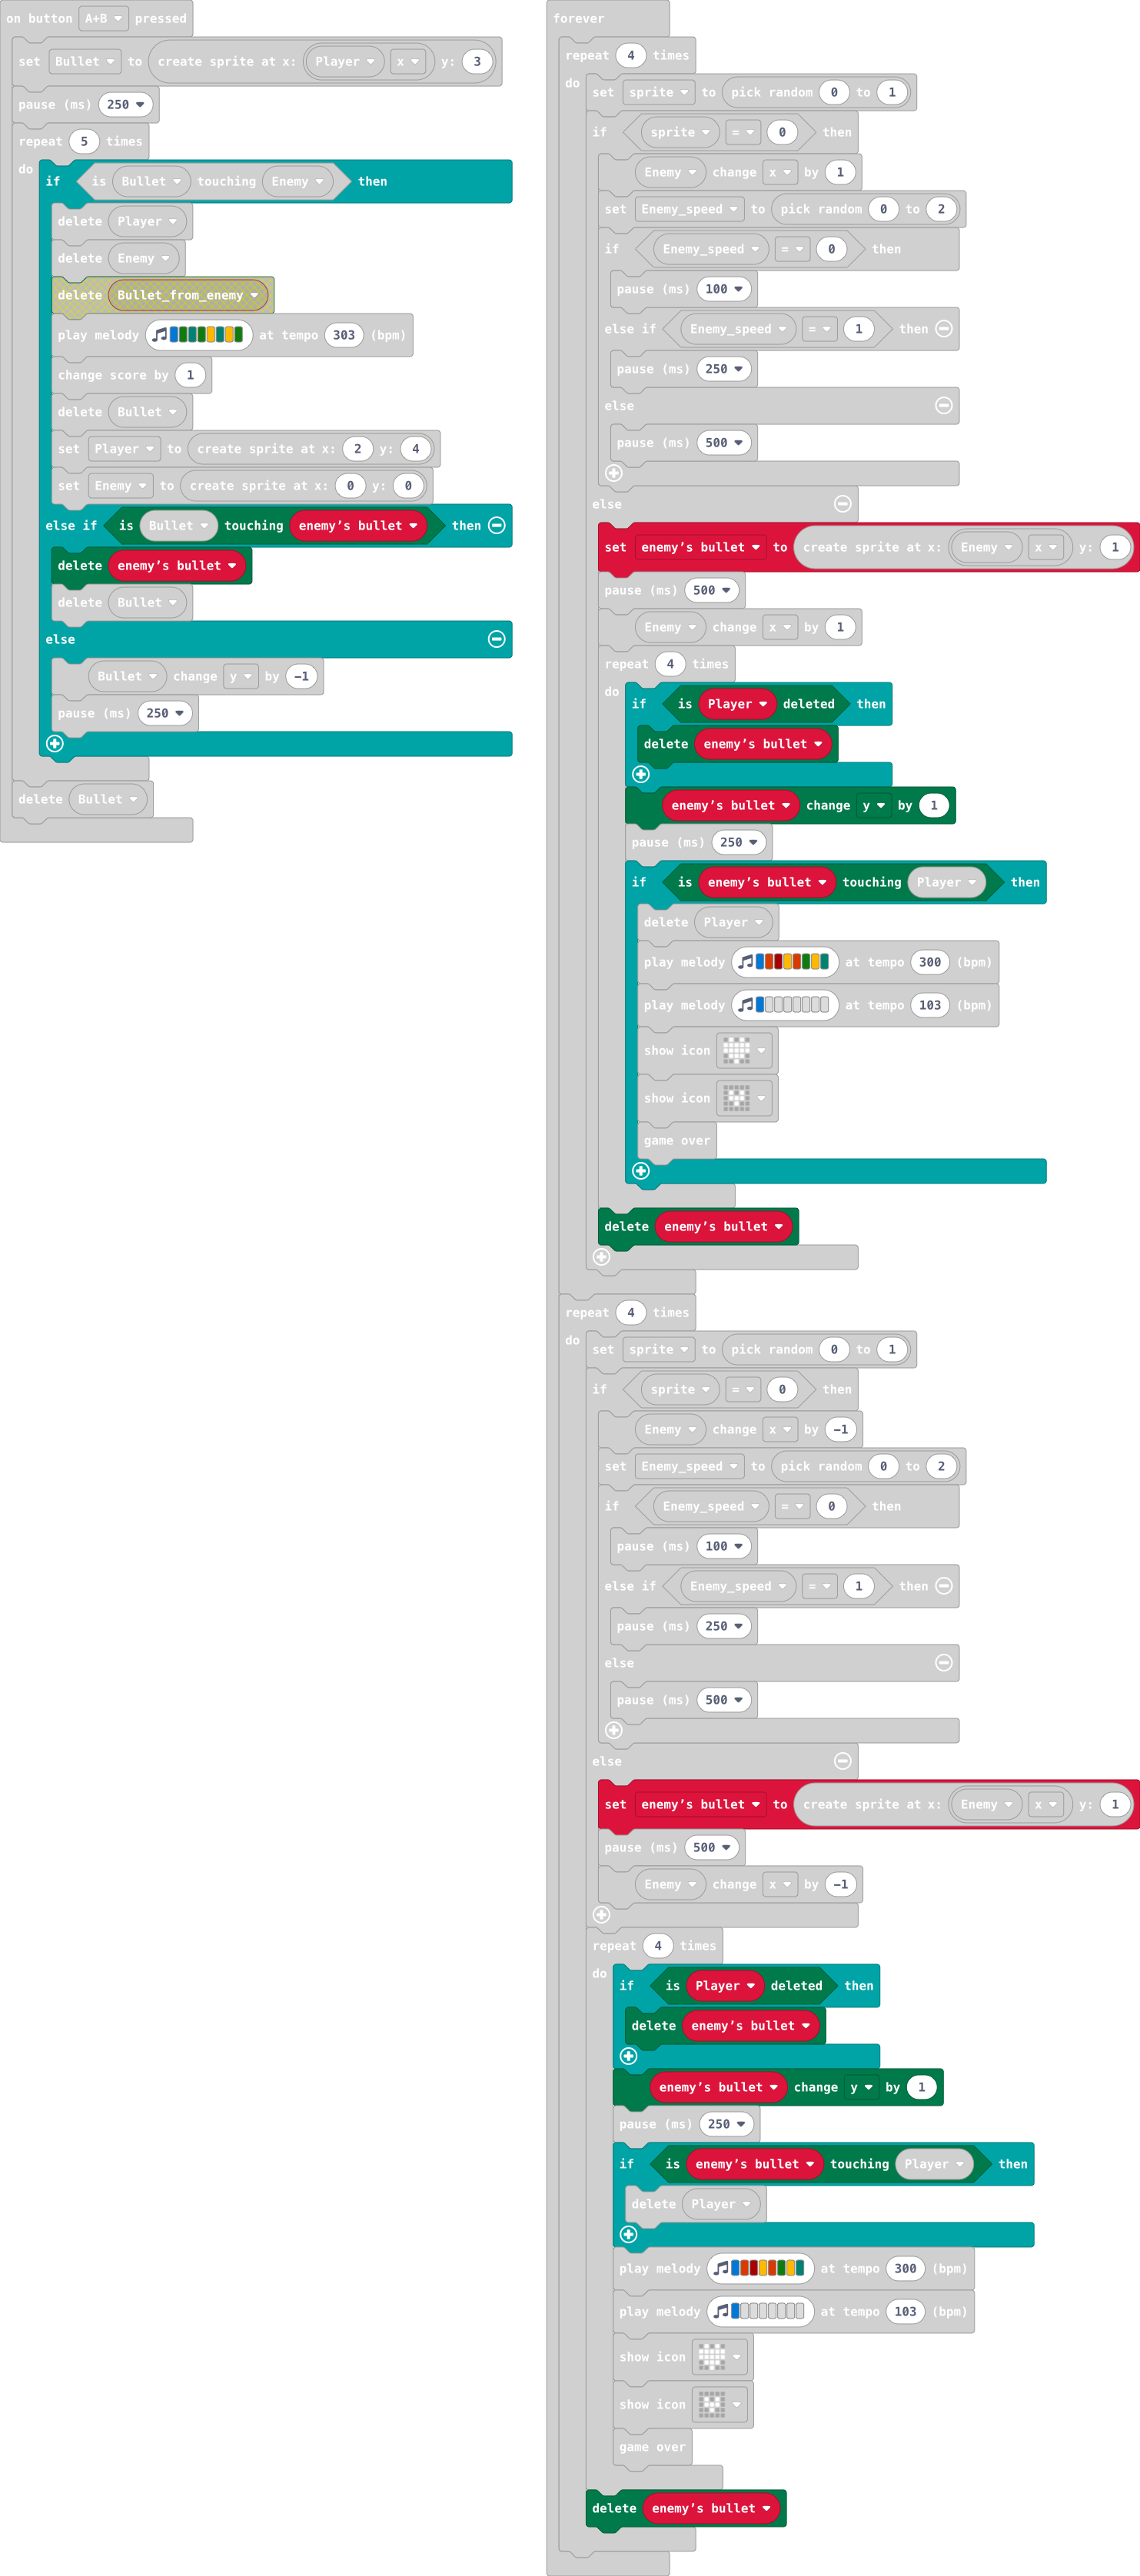 on button A+B pressed
set Bullet to create sprite at x: Player x y: 3
pause (ms) 250
repeat 5 times
do
if is Bullet touching Enemy then
delete Player
delete Enemy
delete Bullet_from_enemy
play melody at tempo 303 (bpm)
change score by 1
delete Bullet
set Player to create sprite at x: 2 y: 4
set Enemy to create sprite at x: 0 y: 0
else if is Bullet touching enemy's bullet then
delete enemy's bullet
delete Bullet
else
Bullet change y by -1
pause (ms) 250
delete Bullet
forever
repeat 4 times
do
set sprite to pick random 0 to 1
if sprite = 0 then
Enemy change x by 1
set Enemy_speed to pick random 0 to 2
if Enemy_speed = 0 then
pause (ms) 100
else if Enemy_speed = 1 then
pause (ms) 250
else
pause (ms) 500
else
set enemy's bullet to create sprite at x: Enemy x y: 1
pause (ms) 500
Enemy change x by 1
repeat 4 times
do
if is Player deleted then
delete enemy's bullet
enemy's bullet change y by 1
pause (ms) 250
if is enemy's bullet touching Player then
delete Player
play melody at tempo 300 (bpm)
play melody at tempo 103 (bpm)
show icon
show icon
game over
delete enemy's bullet
repeat 4 times
do
set sprite to pick random 0 to 1
if sprite = 0 then
Enemy change x by -1
set Enemy_speed to pick random 0 to 2
if Enemy_speed = 0 then
pause (ms) 100
else if Enemy_speed = 1 then
pause (ms) 250
else
pause (ms) 500
else
set enemy's bullet to create sprite at x: Enemy x y: 1
pause (ms) 500
Enemy change x by -1
repeat 4 times
do
if is Player deleted then
delete enemy's bullet
enemy's bullet change y by 1
pause (ms) 250
if is enemy's bullet touching Player then
delete Player
play melody at tempo 300 (bpm)
play melody at tempo 103 (bpm)
show icon
show icon
game over
delete enemy's bullet